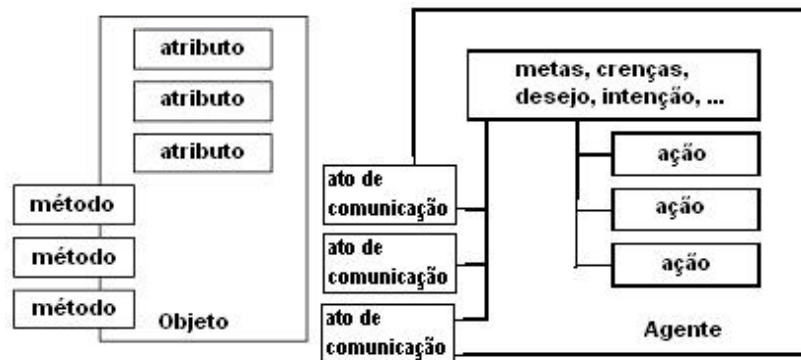 atributo
atributo
atributo
método
método
método
Objeto
metas, crenças,
desejo, intenção, ...
ação
ação
ação
ato de
comunicação
ato de
comunicação
ato de
comunicação
Agente